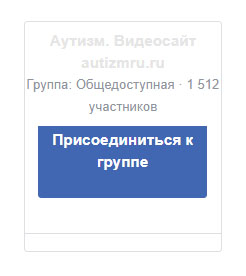 Аутизм. Видеосайт
autizmru.ru
Группа: Общедоступная · 1 512
участников
Присоединиться к
группе